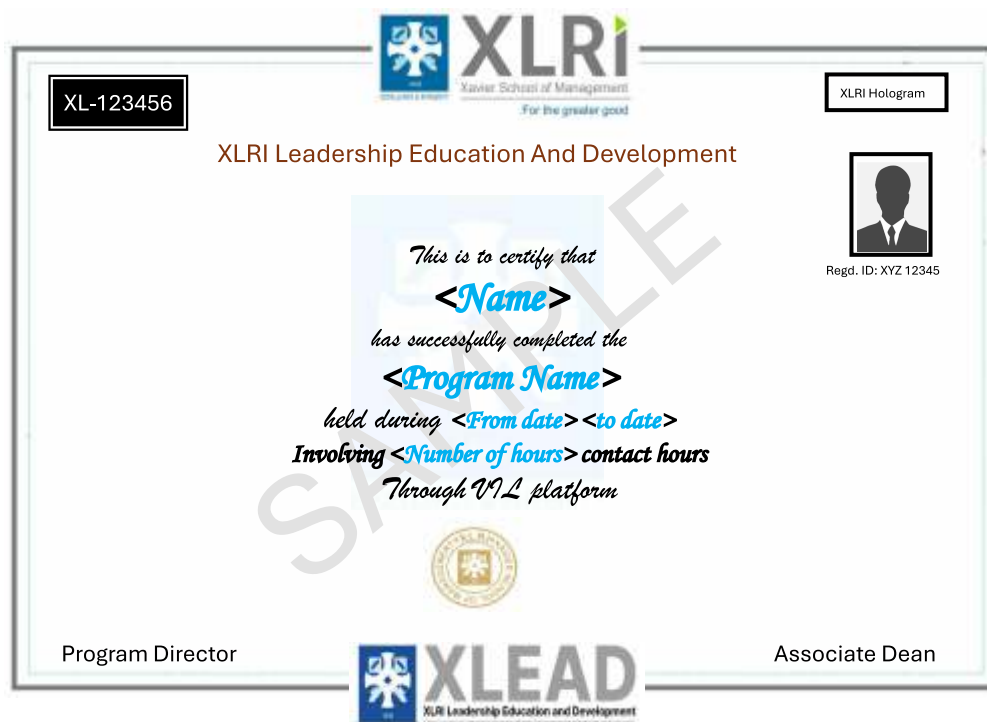 XLRi
Xavier School of Management
For the greater good
XL-123456
XLRI Hologram
XLRI Leadership Education And Development
Regd. ID: XYZ 12345
This is to certify that
<Name>
has successfully completed the
<Program Name>
held during <From date> <to date>
Involving <Number of hours> contact hours
Through VIL platform
SAMPLE
Program Director
Associate Dean
XLEAD
XLRI Leadership Education and Development